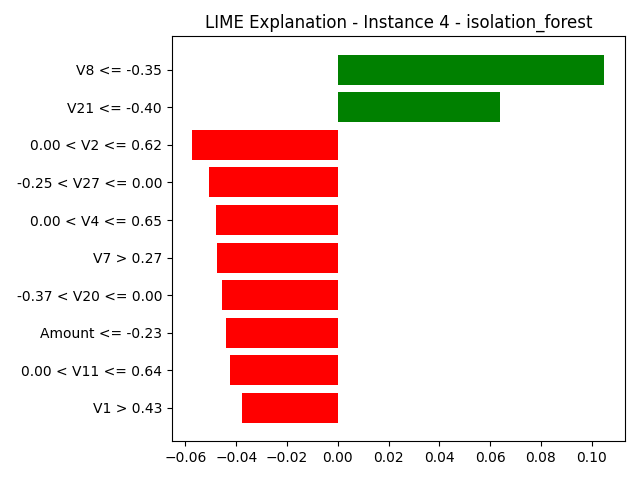 LIME Explanation - Instance 4 - isolation_forest
V8 <= -0.35
V21 <= -0.40
0.00 < V2 <= 0.62
-0.25 < V27 <= 0.00
0.00 < V4 <= 0.65
V7 > 0.27
-0.37 < V20 <= 0.00
Amount <= -0.23
0.00 < V11 <= 0.64
V1 > 0.43
−0.06 −0.04 −0.02 0.00 0.02 0.04 0.06 0.08 0.10